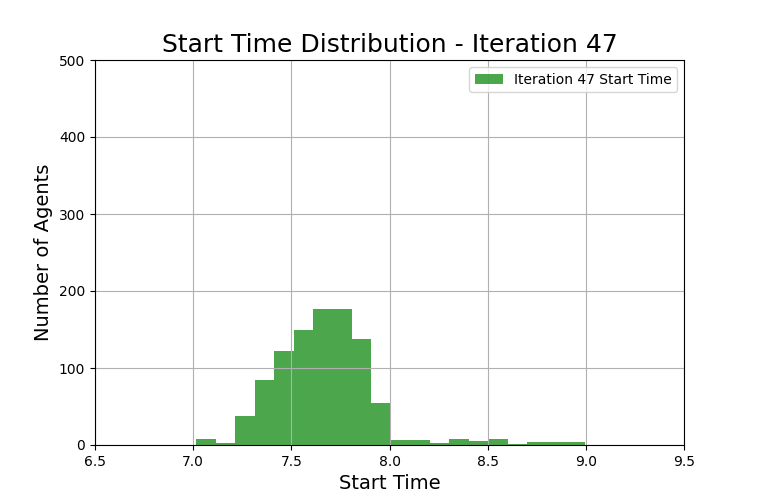 Start Time Distribution - Iteration 47
Iteration 47 Start Time
Number of Agents
500
400
300
200
100
0
6.5 7.0 7.5 8.0 8.5 9.0 9.5
Start Time